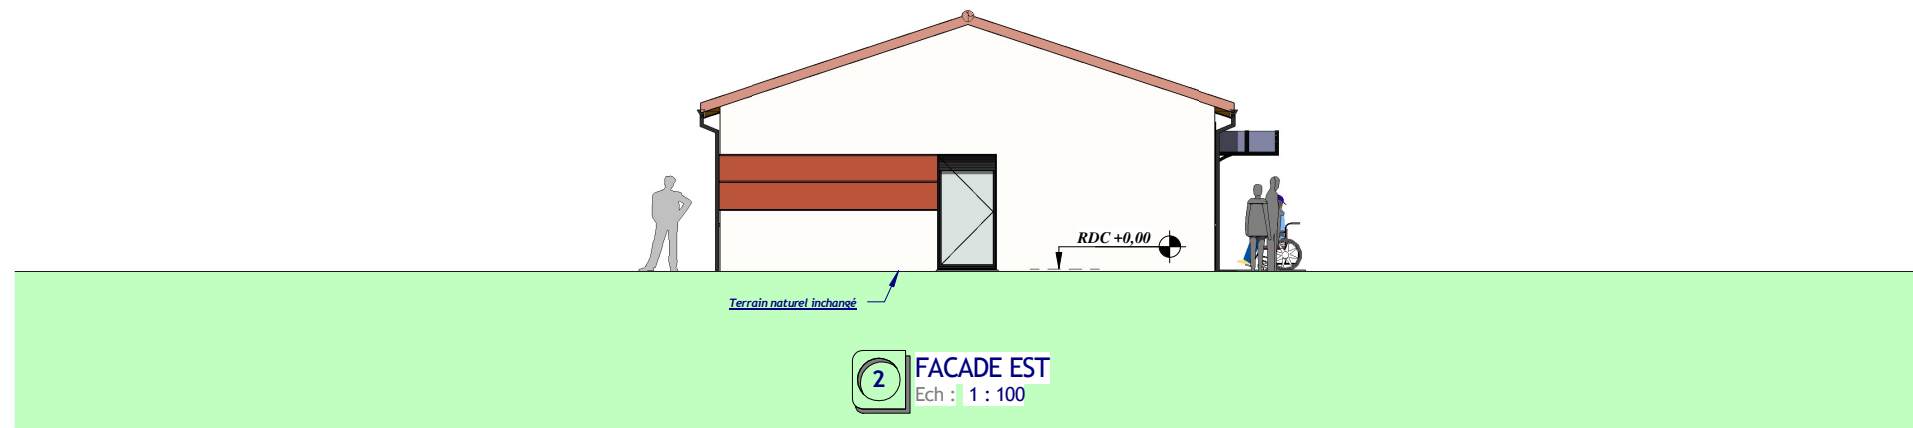 RDC +0,00
Terrain naturel inchangé
2
FACADE EST
Ech : 1 : 100